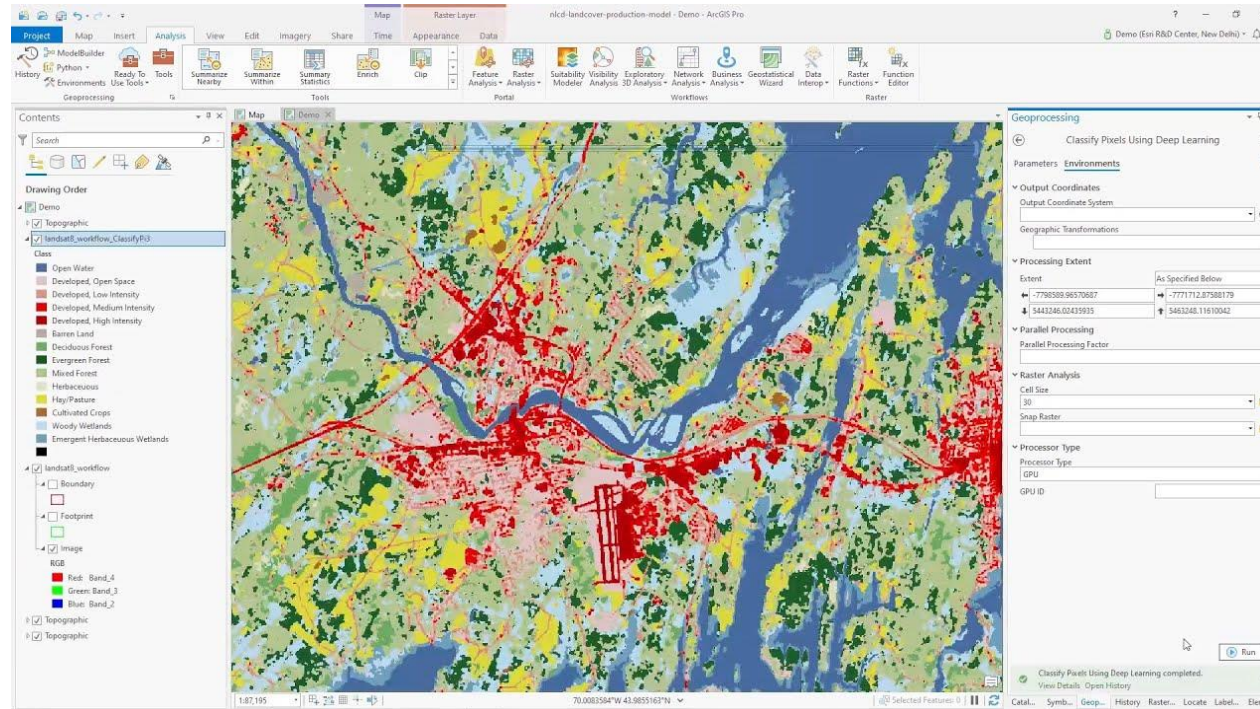 nlcd-landcover-production-model - Demo - ArcGIS Pro
Map Raster Layer
Project Map Insert Analysis View Edit Imagery Share Time Appearance Data
Demo (Esri R&D Center, New Delhi)
History
ModelBuilder
Python
Environments
Ready To Use Tools
Tools
Summarize Nearby
Summarize Within
Summary Statistics
Enrich
Clip
Feature Analysis
Raster Analysis
Suitability Modeler
Visibility Analysis
Exploratory 3D Analysis
Network Analysis
Business Analysis
Geostatistical Wizard
Data Interop
Raster Functions
Function Editor
Geoprocessing Tools Portal Workflows Raster
Contents
Search
Drawing Order
Demo
Topographic
landsat8_workflow_ClassifyPi3
Class
Open Water
Developed, Open Space
Developed, Low Intensity
Developed, Medium Intensity
Developed, High Intensity
Barren Land
Deciduous Forest
Evergreen Forest
Mixed Forest
Herbaceuous
Hay/Pasture
Cultivated Crops
Woody Wetlands
Emergent Herbaceuous Wetlands
landsat8_workflow
Boundary
Footprint
Image
RGB
Red: Band_4
Green: Band_3
Blue: Band_2
Topographic
Topographic
Map Demo
1:87,195
70.0083584°W 43.9855163°N
Selected Features: 0
Geoprocessing
Classify Pixels Using Deep Learning
Parameters Environments
Output Coordinates
Output Coordinate System
Geographic Transformations
Processing Extent
Extent As Specified Below
-7798589.96570687 -7771712.87588179
5443246.02435935 5463248.11610042
Parallel Processing
Parallel Processing Factor
Raster Analysis
Cell Size
30
Snap Raster
Processor Type
Processor Type
GPU
GPU ID
Run
Classify Pixels Using Deep Learning completed.
View Details Open History
Catal... Symb... Geop... History Raster... Locate Label...